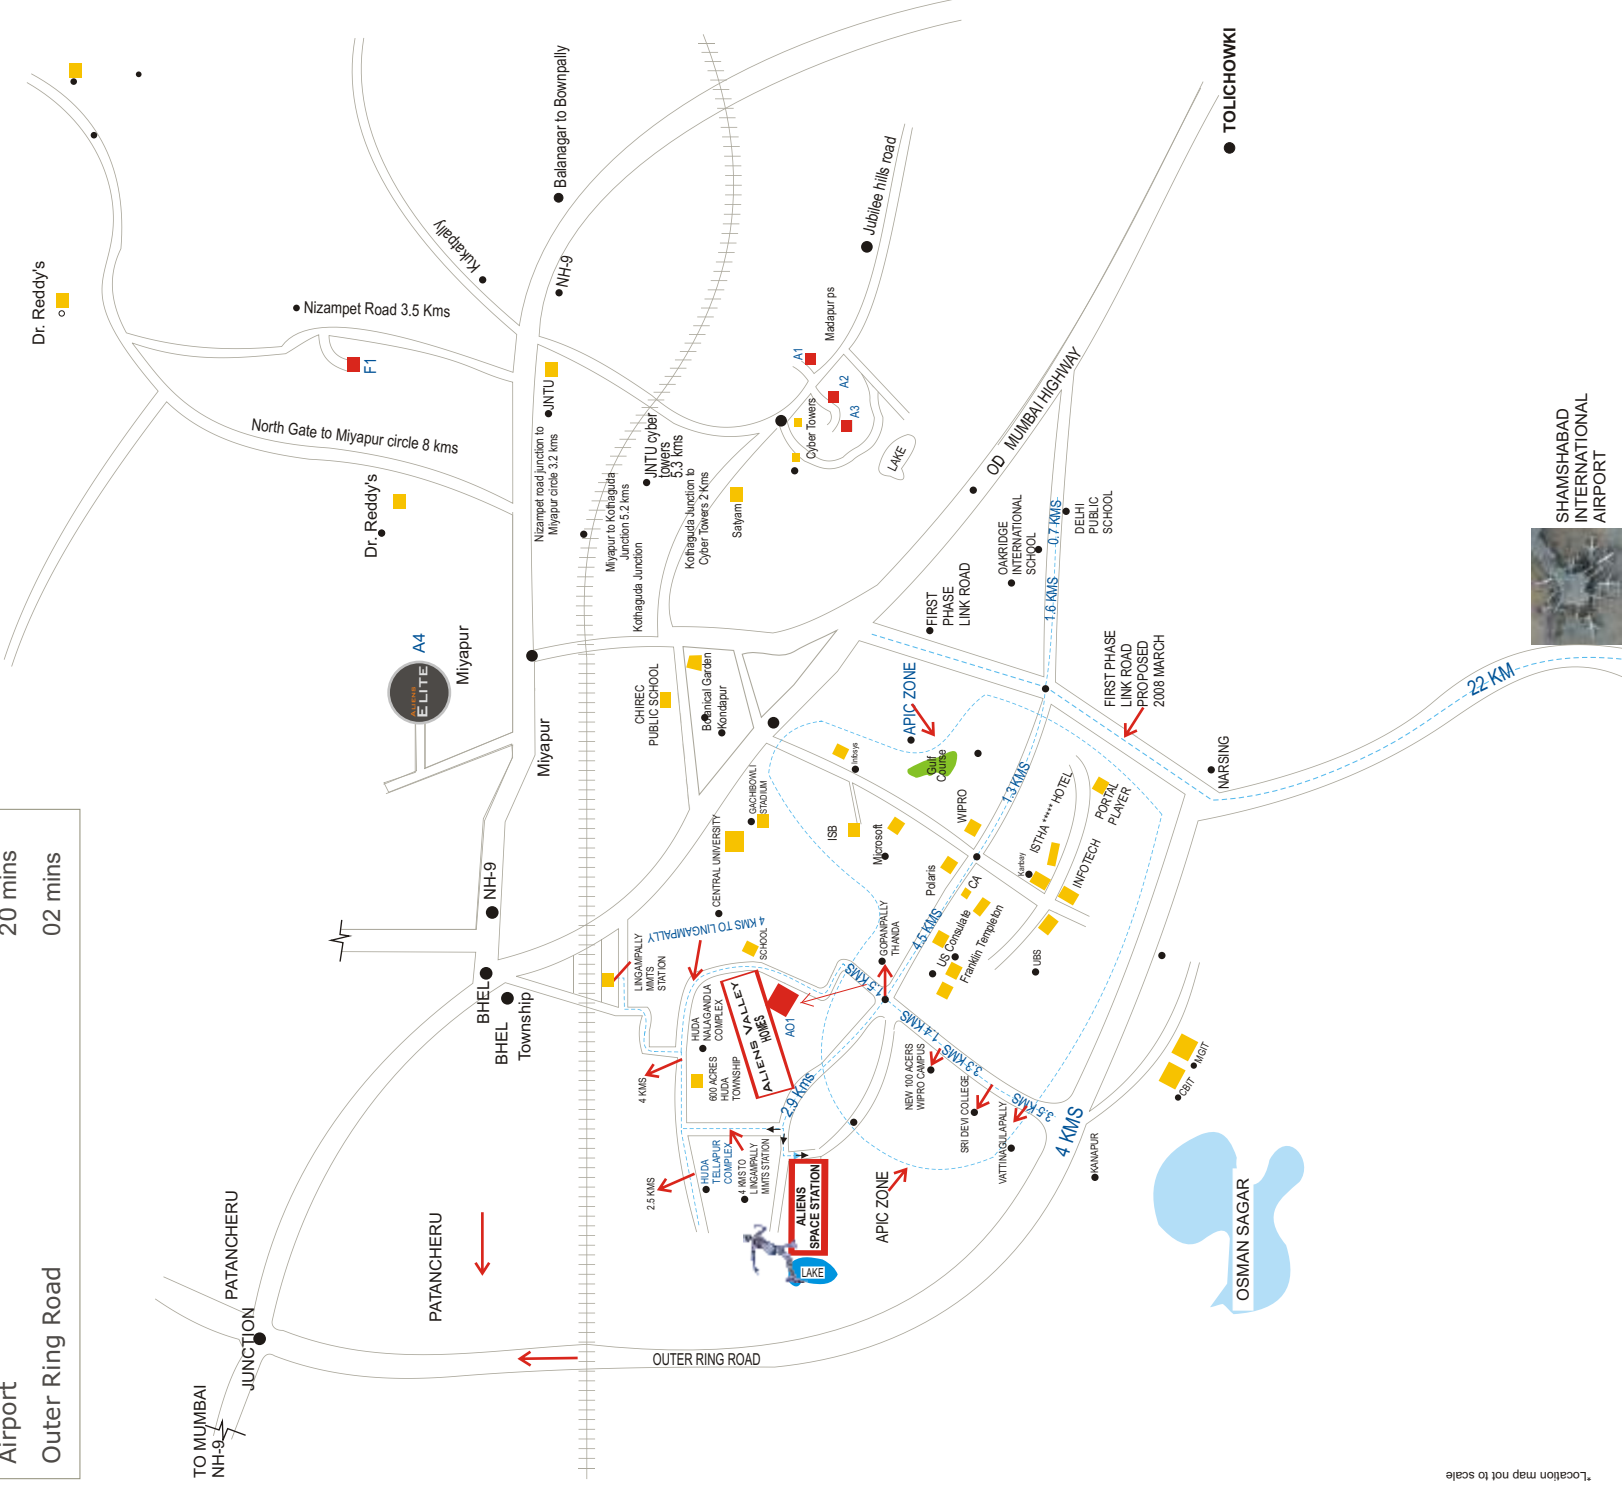 Airport 20 mins
Outer Ring Road 02 mins
Dr. Reddy's
Nizampet Road 3.5 Kms
F1
Kukatpally
Balanagar to Bownpally
NH-9
North Gate to Miyapur circle 8 kms
Dr. Reddy's
JNTU
Nizampet road junction to
Miyapur circle 3.2 kms
Miyapur to Kothaguda
Junction 5.2 kms
Kothaguda Junction
JNTU cyber
towers
5.3 kms
Kothaguda Junction to
Cyber Towers 2 Kms
Satyam
Cyber Towers
A1
A2
A3
Madapur ps
Jubilee hills road
LAKE
TOLICHOWKI
OD MUMBAI HIGHWAY
A4
ALIENS
ELITE
Miyapur
Miyapur
CHIREC
PUBLIC SCHOOL
Botanical Garden
Kondapur
FIRST
PHASE
LINK ROAD
OAKRIDGE
INTERNATIONAL
SCHOOL
DELHI
PUBLIC
SCHOOL
0.7 KMS
1.6 KMS
SHAMSHABAD
INTERNATIONAL
AIRPORT
22 KM
FIRST PHASE
LINK ROAD
PROPOSED
2008 MARCH
NARSING
APIC ZONE
Gulf
Course
Infosys
1.3 KMS
ISB
Microsoft
WIPRO
Polaris
CA
US Consulate
Franklin Templeton
Kanbay
ISTHA ***** HOTEL
PORTAL
PLAYER
INFOTECH
UBS
GACHIBOWLI
STADIUM
CENTRAL UNIVERSITY
NH-9
BHEL
BHEL
Township
LINGAMPALLY
MMTS
STATION
4 KMS TO LINGAMPALLY
SCHOOL
GOPANPALLY
THANDA
4.5 KMS
1.5 KMS
HUDA
NALAGANDLA
COMPLEX
600 ACRES
HUDA
TOWNSHIP
ALIENS VALLEY
HOMES
AO1
4 KMS
2.9 Kms
1.4 KMS
NEW 100 ACERS
WIPRO CAMPUS
3.3 KMS
SRI DEVI COLLEGE
3.5 KMS
VATTINAGULAPALLY
4 KMS
KANAPUR
CBIT
MGIT
2.5 KMS
HUDA
TELLAPUR
COMPLEX
4 KMS TO
LINGAMPALLY
MMTS STATION
ALIENS
SPACE STATION
LAKE
APIC ZONE
OSMAN SAGAR
PATANCHERU
PATANCHERU
JUNCTION
TO MUMBAI
NH-9
OUTER RING ROAD
*Location map not to scale